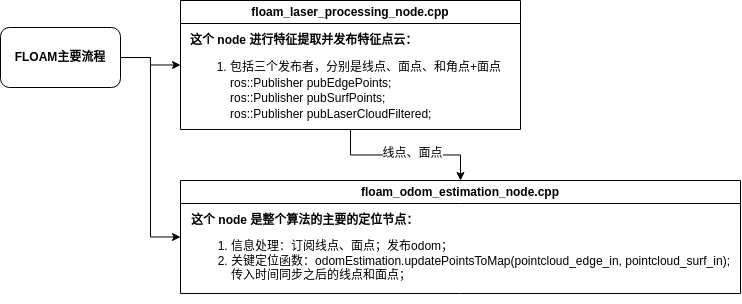 floam_laser_processing_node.cpp
FLOAM主要流程
这个 node 进行特征提取并发布特征点云：
1. 包括三个发布者，分别是线点、面点、和角点+面点
ros::Publisher pubEdgePoints;
ros::Publisher pubSurfPoints;
ros::Publisher pubLaserCloudFiltered;
线点、面点
floam_odom_estimation_node.cpp
这个 node 是整个算法的主要的定位节点：
1. 信息处理：订阅线点、面点；发布odom；
2. 关键定位函数：odomEstimation.updatePointsToMap(pointcloud_edge_in, pointcloud_surf_in);
传入时间同步之后的线点和面点；